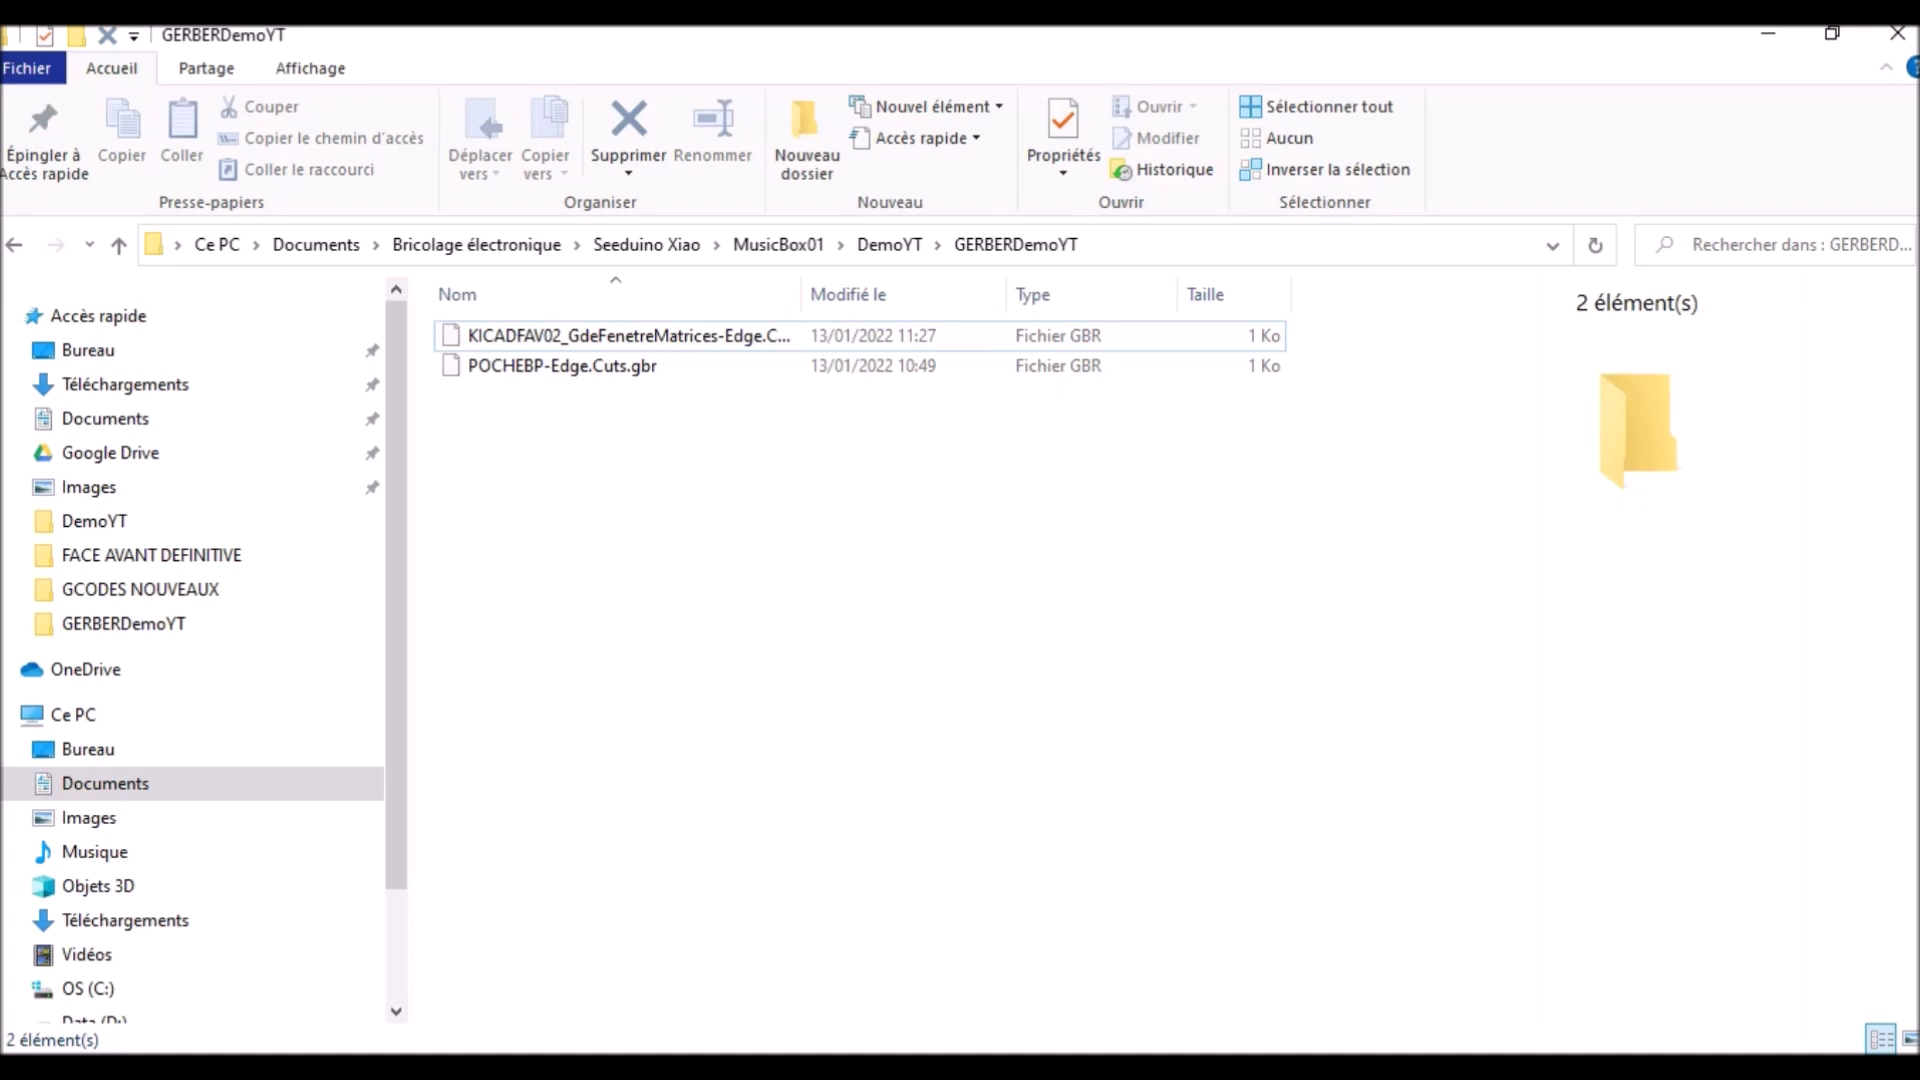 GERBERDemoYT
Fichier Accueil Partage Affichage
Épingler à Accès rapide
Copier
Coller
Couper
Copier le chemin d'accès
Coller le raccourci
Presse-papiers
Déplacer vers
Copier vers
Supprimer
Renommer
Organiser
Nouveau dossier
Nouvel élément
Accès rapide
Nouveau
Propriétés
Ouvrir
Modifier
Historique
Ouvrir
Sélectionner tout
Aucun
Inverser la sélection
Sélectionner
Ce PC > Documents > Bricolage électronique > Seeduino Xiao > MusicBox01 > DemoYT > GERBERDemoYT
Rechercher dans : GERBERD...
Accès rapide
Bureau
Téléchargements
Documents
Google Drive
Images
DemoYT
FACE AVANT DEFINITIVE
GCODES NOUVEAUX
GERBERDemoYT
OneDrive
Ce PC
Bureau
Documents
Images
Musique
Objets 3D
Téléchargements
Vidéos
OS (C:)
Data (D:)
Nom Modifié le Type Taille
KICADFAV02_GdeFenetreMatrices-Edge.C... 13/01/2022 11:27 Fichier GBR 1 Ko
POCHEBP-Edge.Cuts.gbr 13/01/2022 10:49 Fichier GBR 1 Ko
2 élément(s)
2 élément(s)